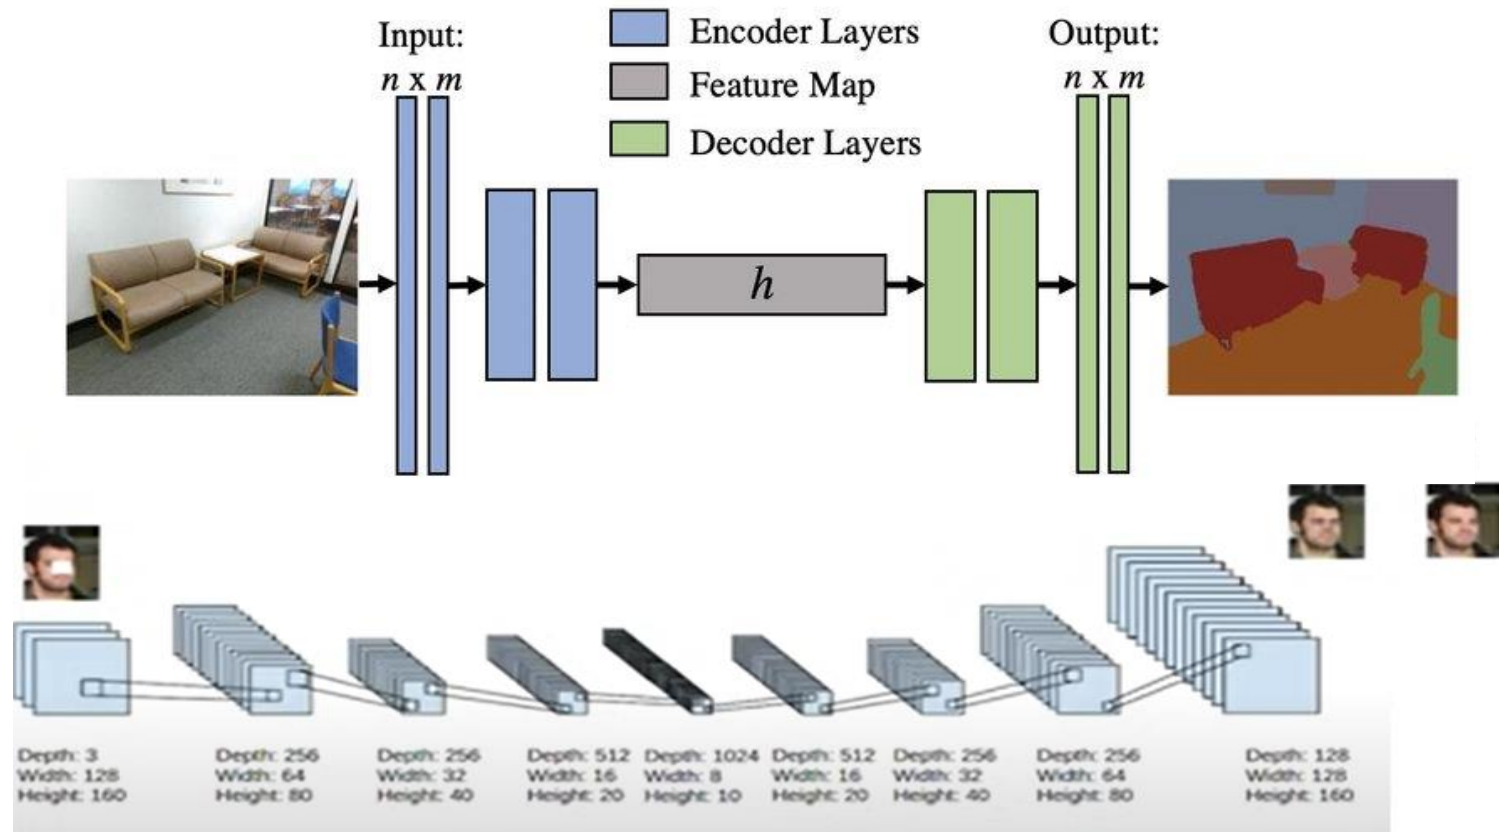 Input:
n x m
Encoder Layers
Feature Map
Decoder Layers
Output:
n x m
h
Depth: 3
Width: 128
Height: 160
Depth: 256
Width: 64
Height: 80
Depth: 256
Width: 32
Height: 40
Depth: 512
Width: 16
Height: 20
Depth: 1024
Width: 8
Height: 10
Depth: 512
Width: 16
Height: 20
Depth: 256
Width: 32
Height: 40
Depth: 256
Width: 64
Height: 80
Depth: 128
Width: 128
Height: 160